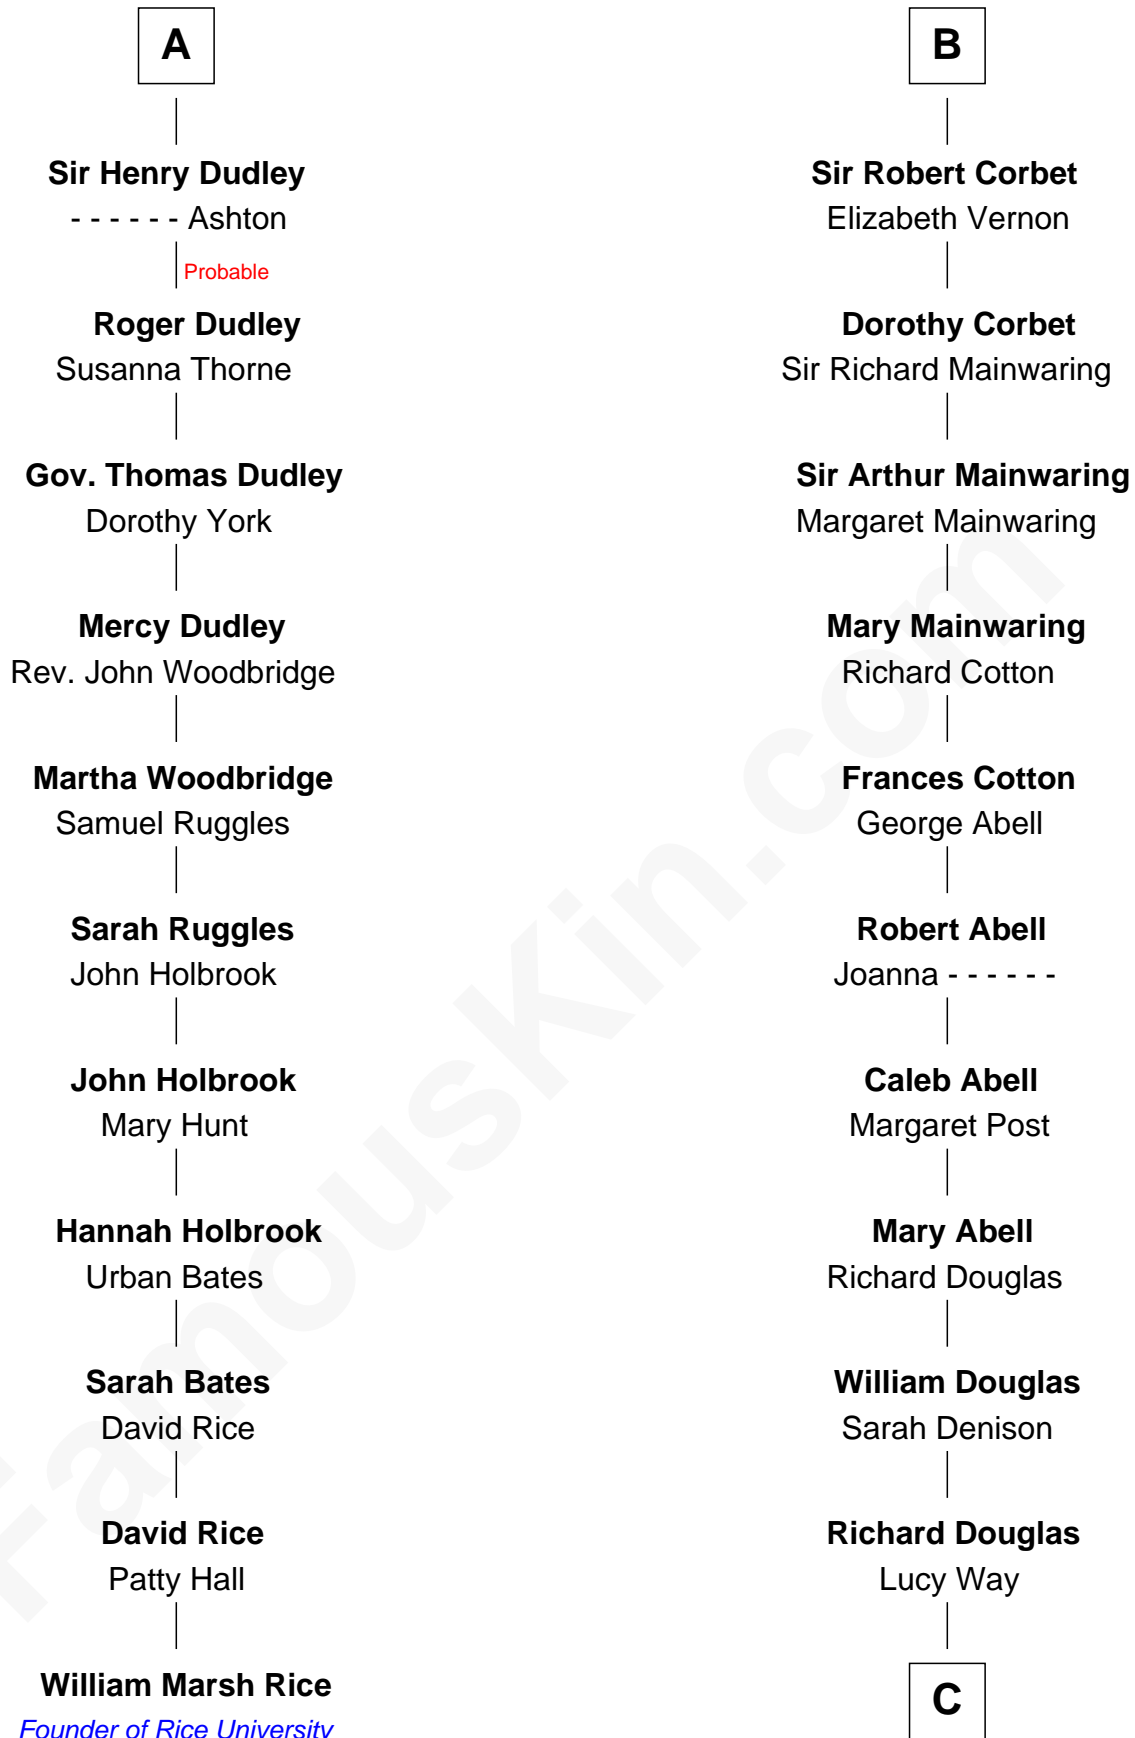 A
Sir Henry Dudley
- - - - - - Ashton
Probable
Roger Dudley
Susanna Thorne
Gov. Thomas Dudley
Dorothy York
Mercy Dudley
Rev. John Woodbridge
Martha Woodbridge
Samuel Ruggles
Sarah Ruggles
John Holbrook
John Holbrook
Mary Hunt
Hannah Holbrook
Urban Bates
Sarah Bates
David Rice
David Rice
Patty Hall
William Marsh Rice
Founder of Rice University
B
Sir Robert Corbet
Elizabeth Vernon
Dorothy Corbet
Sir Richard Mainwaring
Sir Arthur Mainwaring
Margaret Mainwaring
Mary Mainwaring
Richard Cotton
Frances Cotton
George Abell
Robert Abell
Joanna - - - - - -
Caleb Abell
Margaret Post
Mary Abell
Richard Douglas
William Douglas
Sarah Denison
Richard Douglas
Lucy Way
C
FamousKin.com